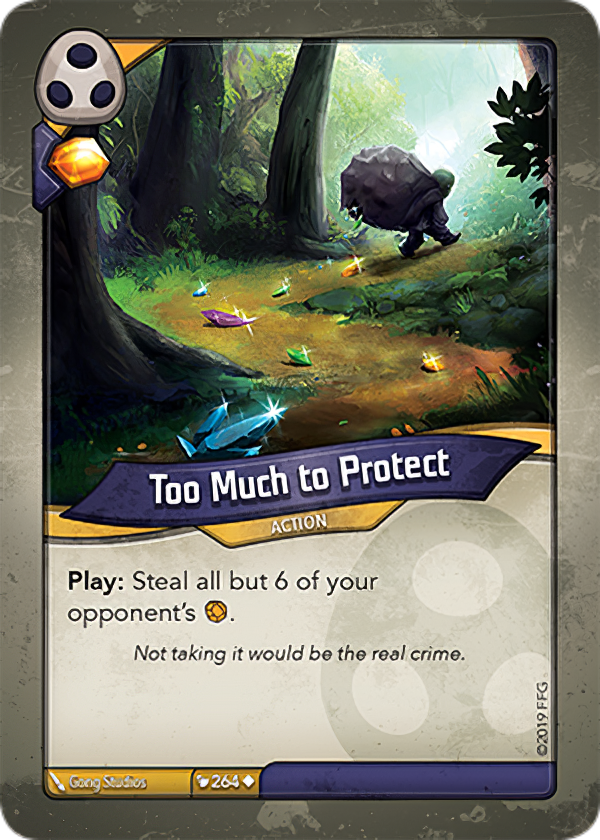 Too Much to Protect
ACTION
Play: Steal all but 6 of your
opponent's .
Not taking it would be the real crime.
©2019 FFG
Gong Studios
264